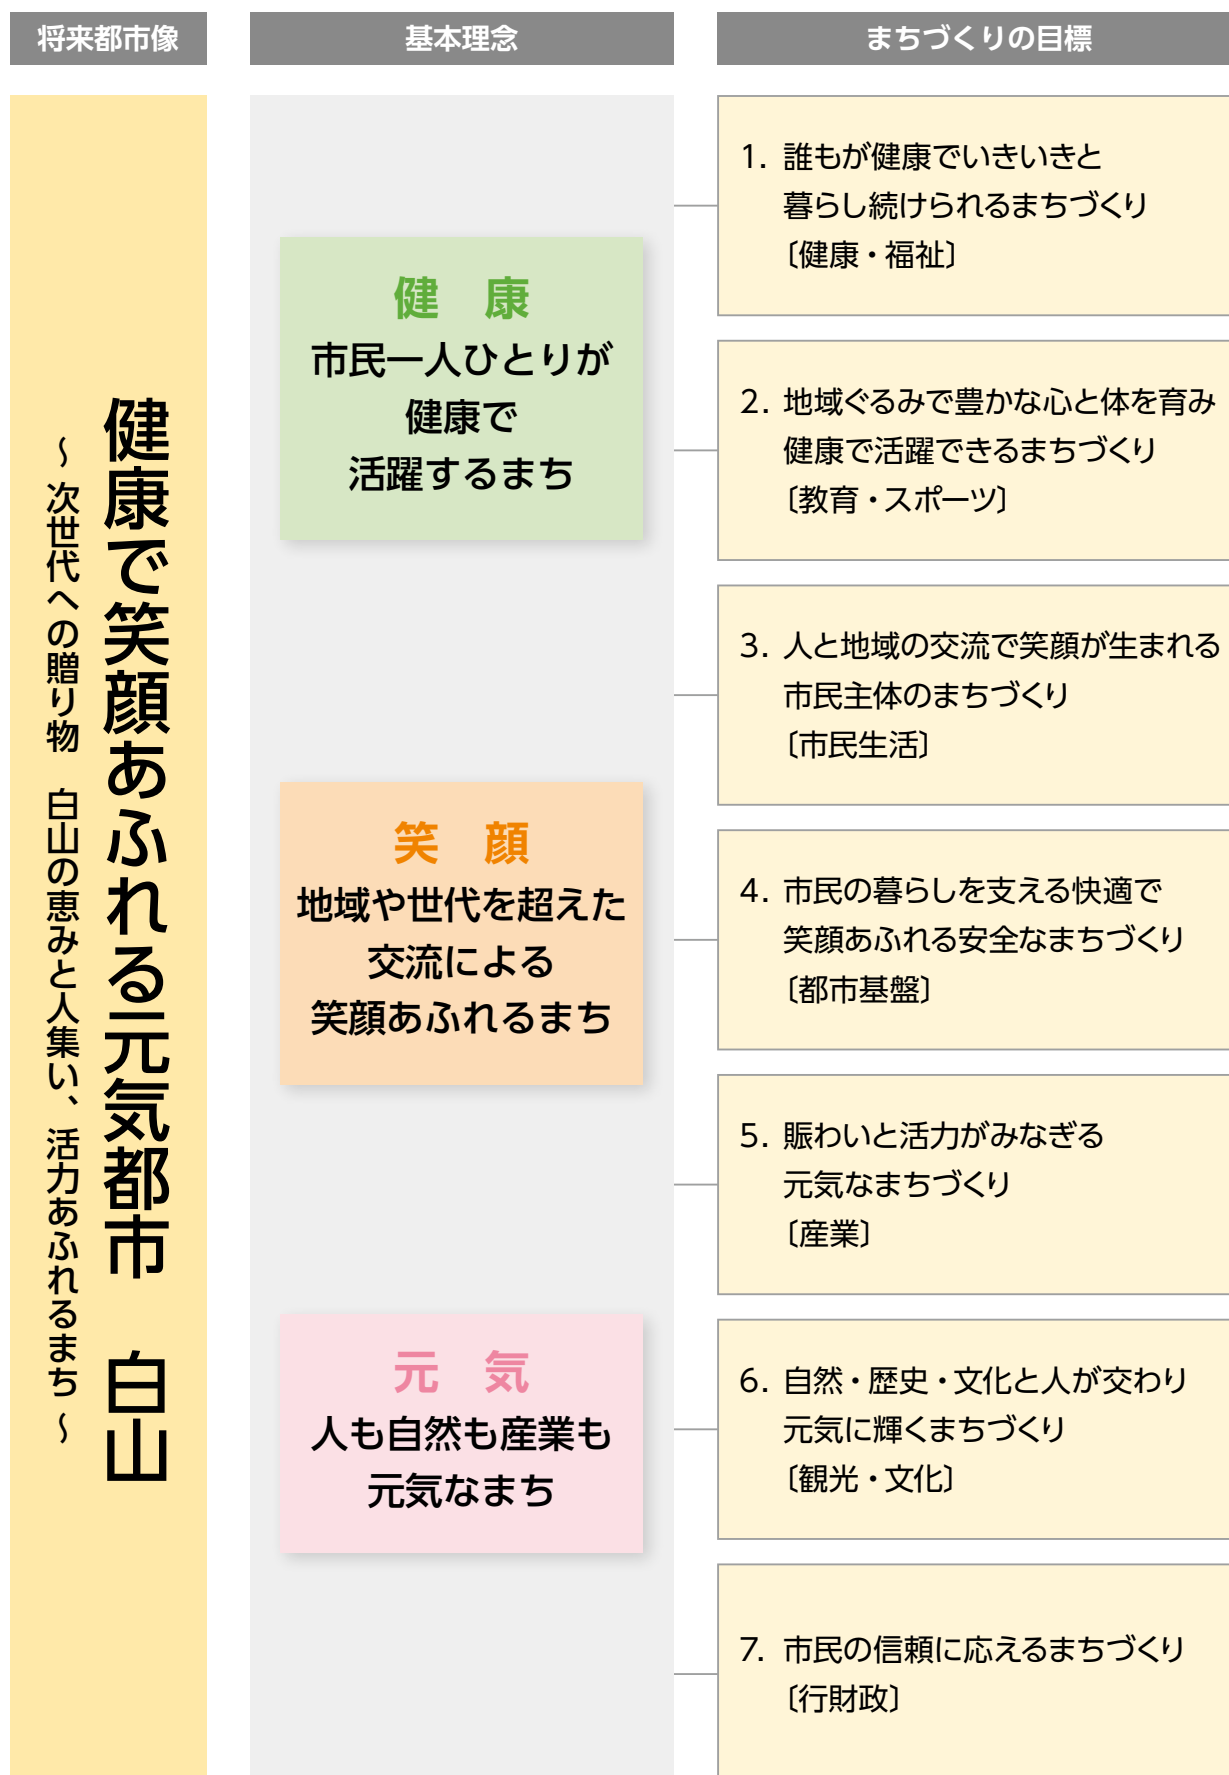 将来都市像
健康で笑顔あふれる元気都市　白山
～次世代への贈り物　白山の恵みと人集い、活力あふれるまち～
基本理念
健　康
市民一人ひとりが
健康で
活躍するまち
笑　顔
地域や世代を超えた
交流による
笑顔あふれるまち
元　気
人も自然も産業も
元気なまち
まちづくりの目標
1. 誰もが健康でいきいきと
暮らし続けられるまちづくり
〔健康・福祉〕
2. 地域ぐるみで豊かな心と体を育み
健康で活躍できるまちづくり
〔教育・スポーツ〕
3. 人と地域の交流で笑顔が生まれる
市民主体のまちづくり
〔市民生活〕
4. 市民の暮らしを支える快適で
笑顔あふれる安全なまちづくり
〔都市基盤〕
5. 賑わいと活力がみなぎる
元気なまちづくり
〔産業〕
6. 自然・歴史・文化と人が交わり
元気に輝くまちづくり
〔観光・文化〕
7. 市民の信頼に応えるまちづくり
〔行財政〕